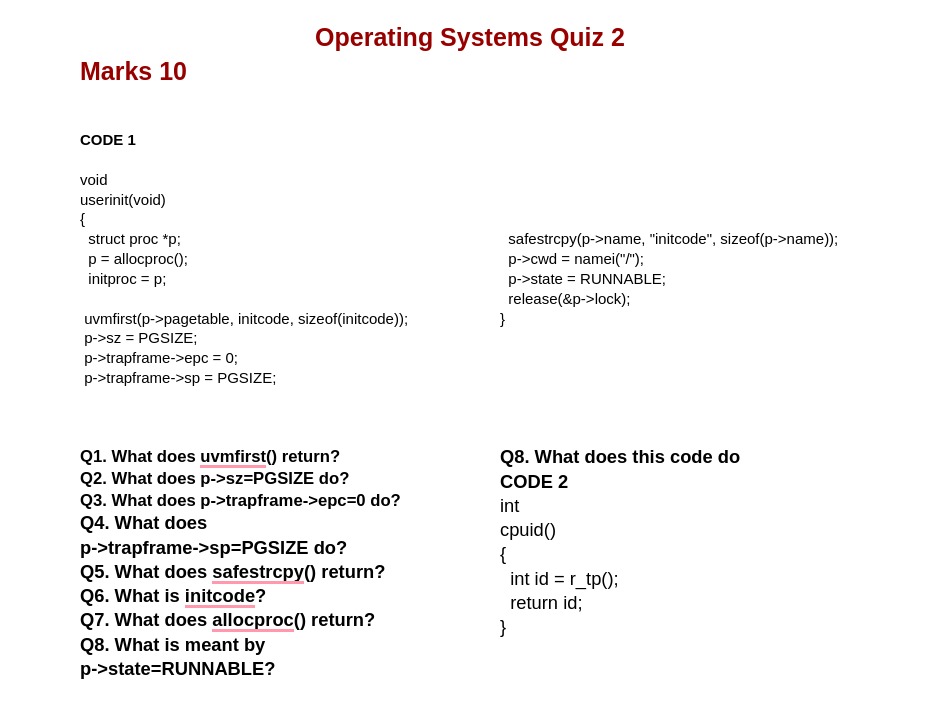 Operating Systems Quiz 2
Marks 10
CODE 1
void
userinit(void)
{
struct proc *p;
p = allocproc();
initproc = p;
uvmfirst(p->pagetable, initcode, sizeof(initcode));
p->sz = PGSIZE;
p->trapframe->epc = 0;
p->trapframe->sp = PGSIZE;
safestrcpy(p->name, "initcode", sizeof(p->name));
p->cwd = namei("/");
p->state = RUNNABLE;
release(&p->lock);
}
Q1. What does uvmfirst() return?
Q2. What does p->sz=PGSIZE do?
Q3. What does p->trapframe->epc=0 do?
Q4. What does
p->trapframe->sp=PGSIZE do?
Q5. What does safestrcpy() return?
Q6. What is initcode?
Q7. What does allocproc() return?
Q8. What is meant by
p->state=RUNNABLE?
Q8. What does this code do
CODE 2
int
cpuid()
{
int id = r_tp();
return id;
}